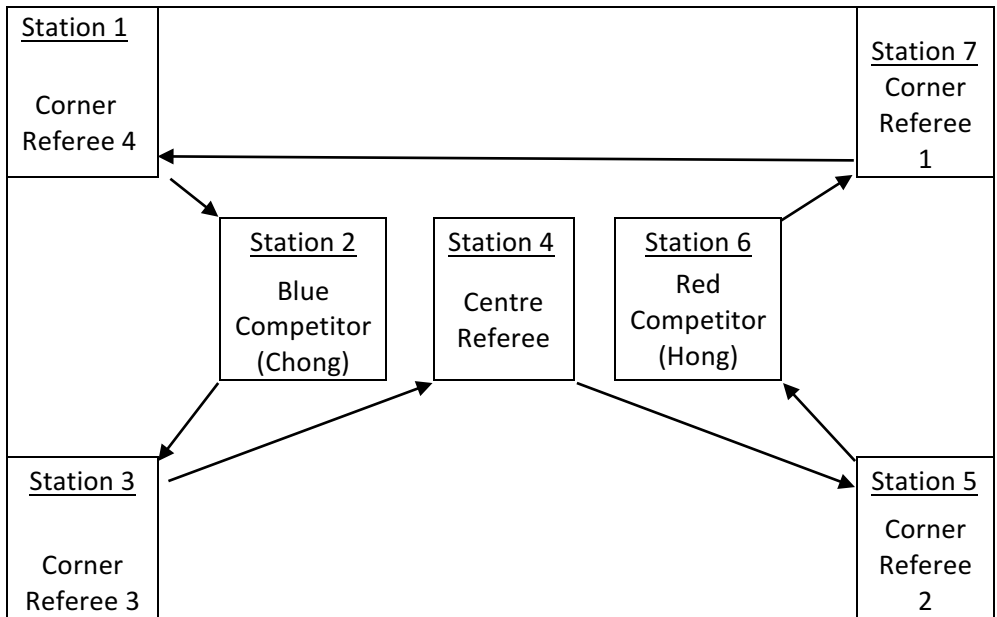 Station 1
Corner
Referee 4
Station 7
Corner
Referee
1
Station 2
Blue
Competitor
(Chong)
Station 4
Centre
Referee
Station 6
Red
Competitor
(Hong)
Station 3
Corner
Referee 3
Station 5
Corner
Referee
2